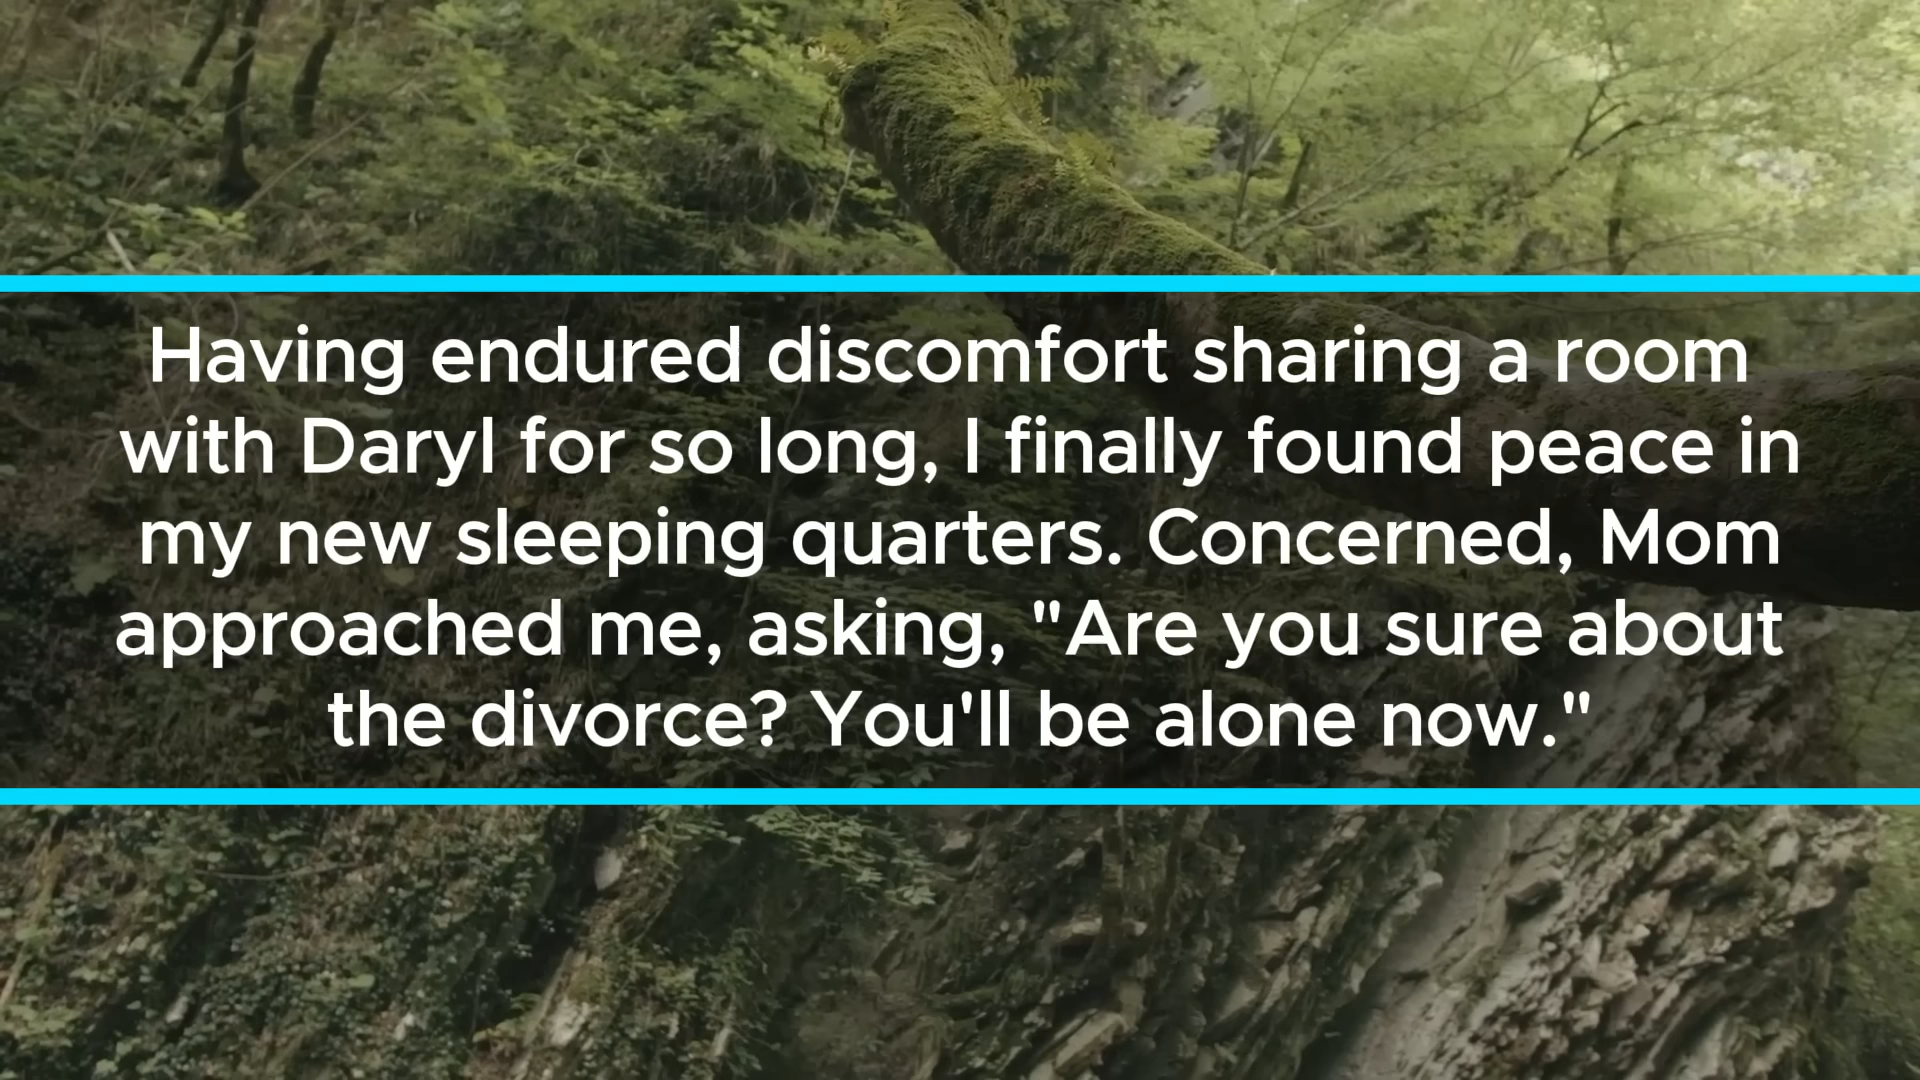 Having endured discomfort sharing a room
with Daryl for so long, I finally found peace in
my new sleeping quarters. Concerned, Mom
approached me, asking, "Are you sure about
the divorce? You'll be alone now."